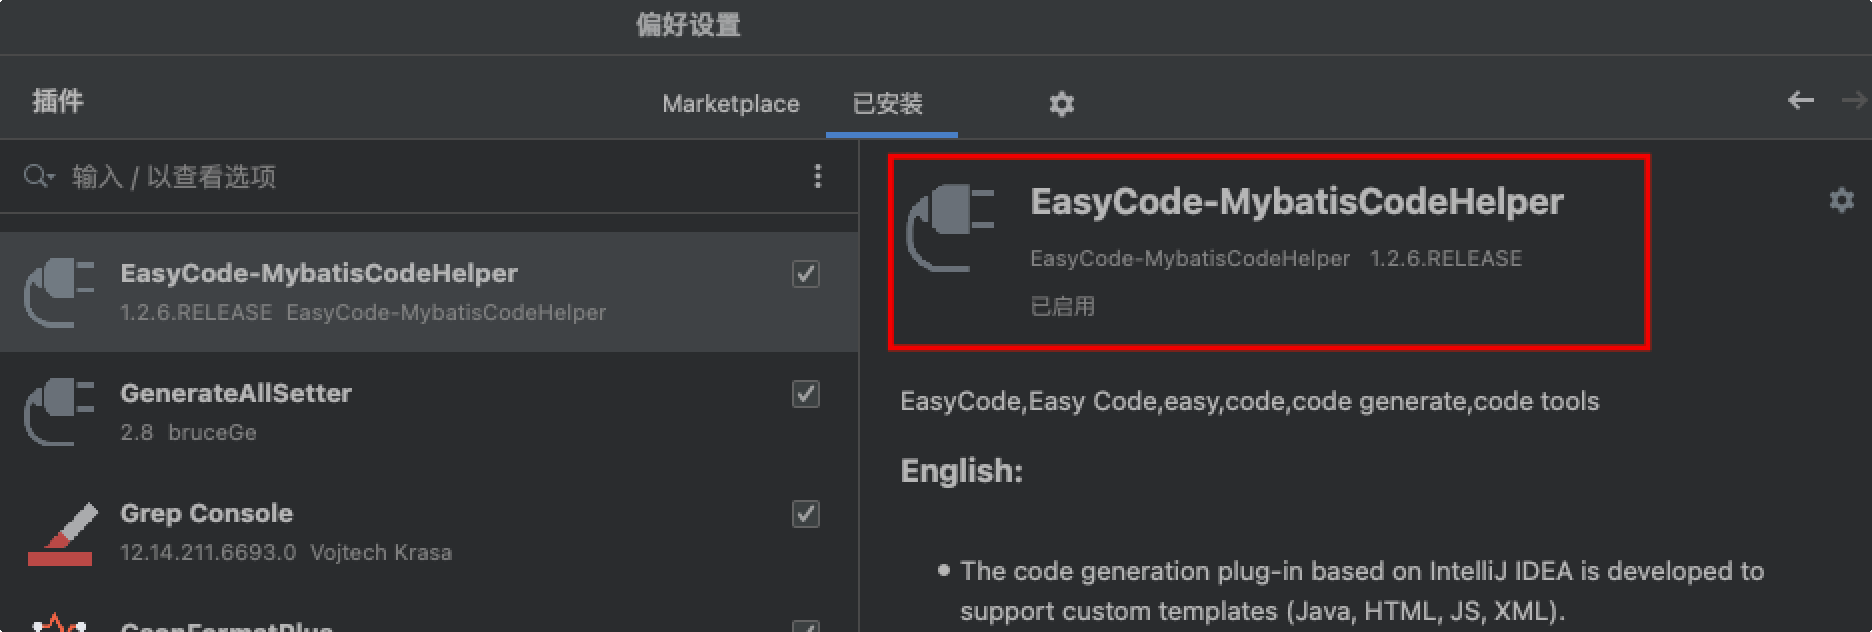 偏好设置
插件
Marketplace
已安装
输入 / 以查看选项
EasyCode-MybatisCodeHelper
1.2.6.RELEASE EasyCode-MybatisCodeHelper
GenerateAllSetter
2.8 bruceGe
Grep Console
12.14.211.6693.0 Vojtech Krasa
EasyCode-MybatisCodeHelper
EasyCode-MybatisCodeHelper 1.2.6.RELEASE
已启用
EasyCode,Easy Code,easy,code,code generate,code tools
English:
The code generation plug-in based on IntelliJ IDEA is developed to
support custom templates (Java, HTML, JS, XML).